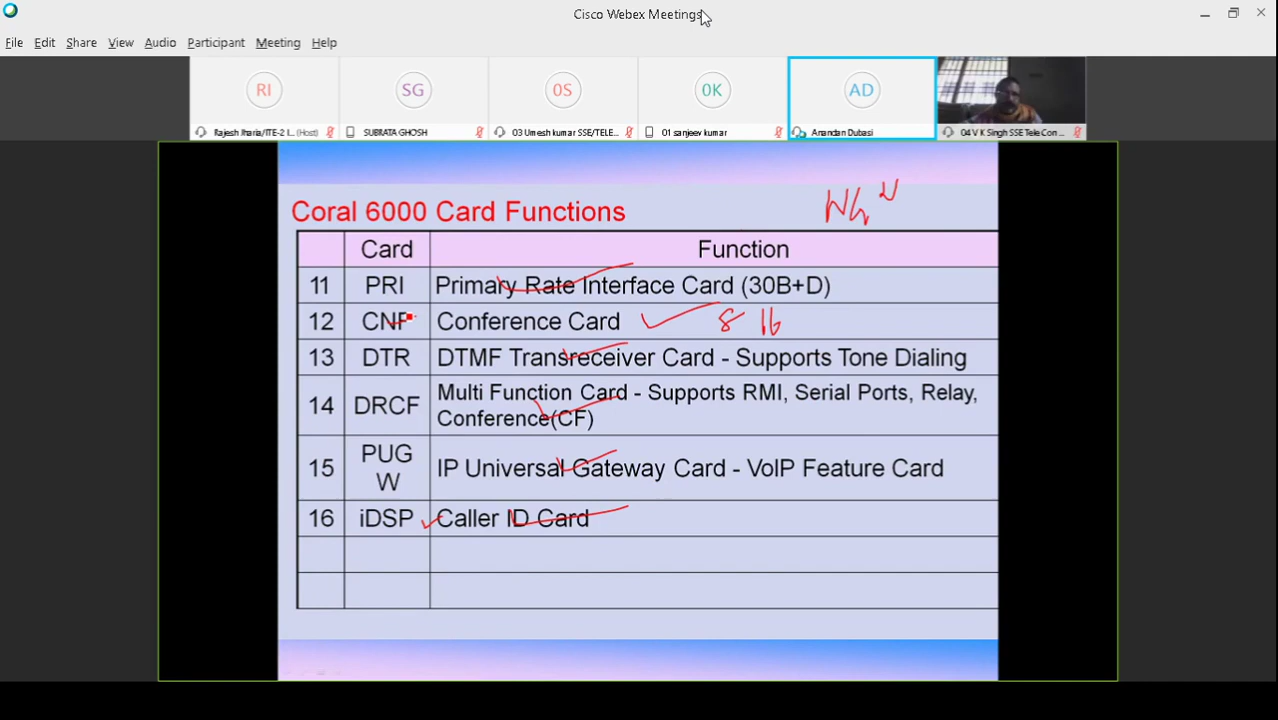 Cisco Webex Meetings
File Edit Share View Audio Participant Meeting Help
RI SG 0S 0K AD
Rajesh Iharia/ITE-2 I... (Host) SUBRATA GHOSH 03 Umesh kumar SSE/TELE... 01 sanjeev kumar Anandan Dubasi 04 V K Singh SSE Tele Con ...
Coral 6000 Card Functions
Card Function
11 PRI Primary Rate Interface Card (30B+D)
12 CNF Conference Card 8 16
13 DTR DTMF Transreceiver Card - Supports Tone Dialing
14 DRCF Multi Function Card - Supports RMI, Serial Ports, Relay,
Conference(CF)
15 PUG
W IP Universal Gateway Card - VoIP Feature Card
16 iDSP Caller ID Card